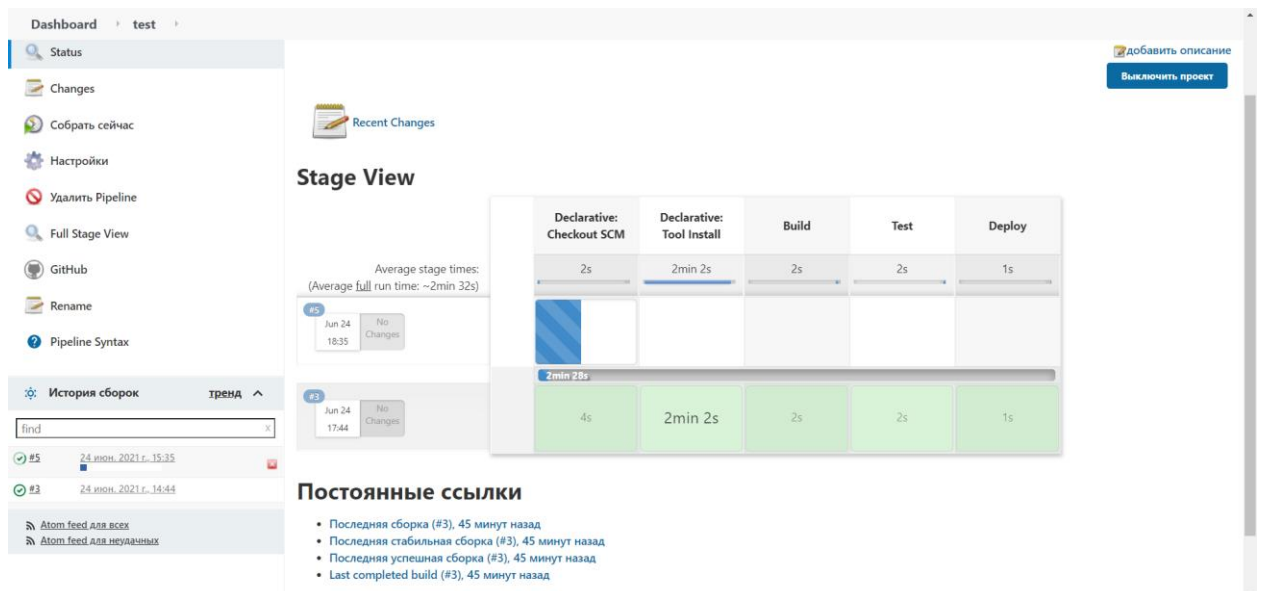 Dashboard
test
Status
Changes
Собрать сейчас
Настройки
Удалить Pipeline
Full Stage View
GitHub
Rename
Pipeline Syntax
История сборок тренд
find x
#5 24 июн. 2021 г., 15:35
#3 24 июн. 2021 г., 14:44
Atom feed для всех
Atom feed для неудачных
добавить описание
Выключить проект
Recent Changes
Stage View
Declarative:
Checkout SCM
Declarative:
Tool Install
Build
Test
Deploy
Average stage times:
(Average full run time: ~2min 32s)
2s 2min 2s 2s 2s 1s
#5
Jun 24
18:35
No
Changes
2min 28s
#3
Jun 24
17:44
No
Changes
4s 2min 2s 2s 2s 1s
Постоянные ссылки
Последняя сборка (#3), 45 минут назад
Последняя стабильная сборка (#3), 45 минут назад
Последняя успешная сборка (#3), 45 минут назад
Last completed build (#3), 45 минут назад